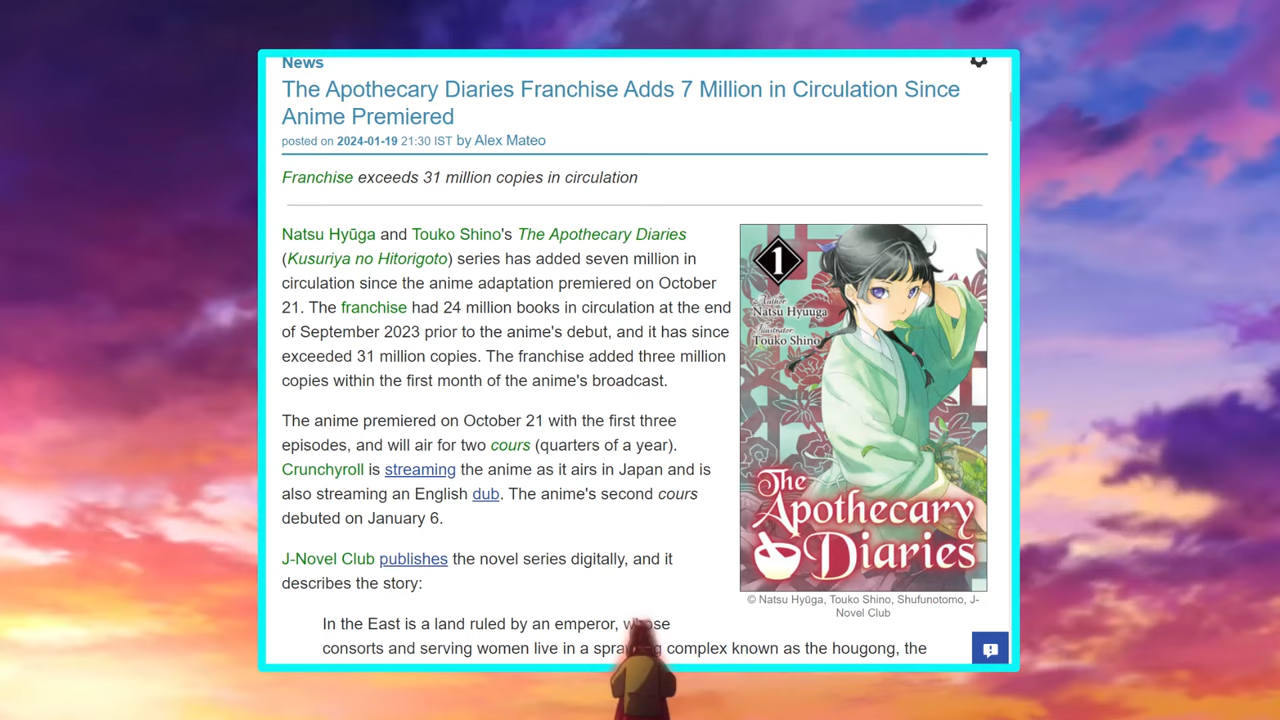 News
The Apothecary Diaries Franchise Adds 7 Million in Circulation Since
Anime Premiered
posted on 2024-01-19 21:30 IST by Alex Mateo
Franchise exceeds 31 million copies in circulation
Natsu Hyūga and Touko Shino's The Apothecary Diaries
(Kusuriya no Hitorigoto) series has added seven million in
circulation since the anime adaptation premiered on October
21. The franchise had 24 million books in circulation at the end
of September 2023 prior to the anime's debut, and it has since
exceeded 31 million copies. The franchise added three million
copies within the first month of the anime's broadcast.
The anime premiered on October 21 with the first three
episodes, and will air for two cours (quarters of a year).
Crunchyroll is streaming the anime as it airs in Japan and is
also streaming an English dub. The anime's second cours
debuted on January 6.
J-Novel Club publishes the novel series digitally, and it
describes the story:
In the East is a land ruled by an emperor, whose
consorts and serving women live in a sprawling complex known as the hougong, the
1
Author:
Natsu Hyuuga
Illustrator:
Touko Shino
The
Apothecary
Diaries
© Natsu Hyūga, Touko Shino, Shufunotomo, J-
Novel Club